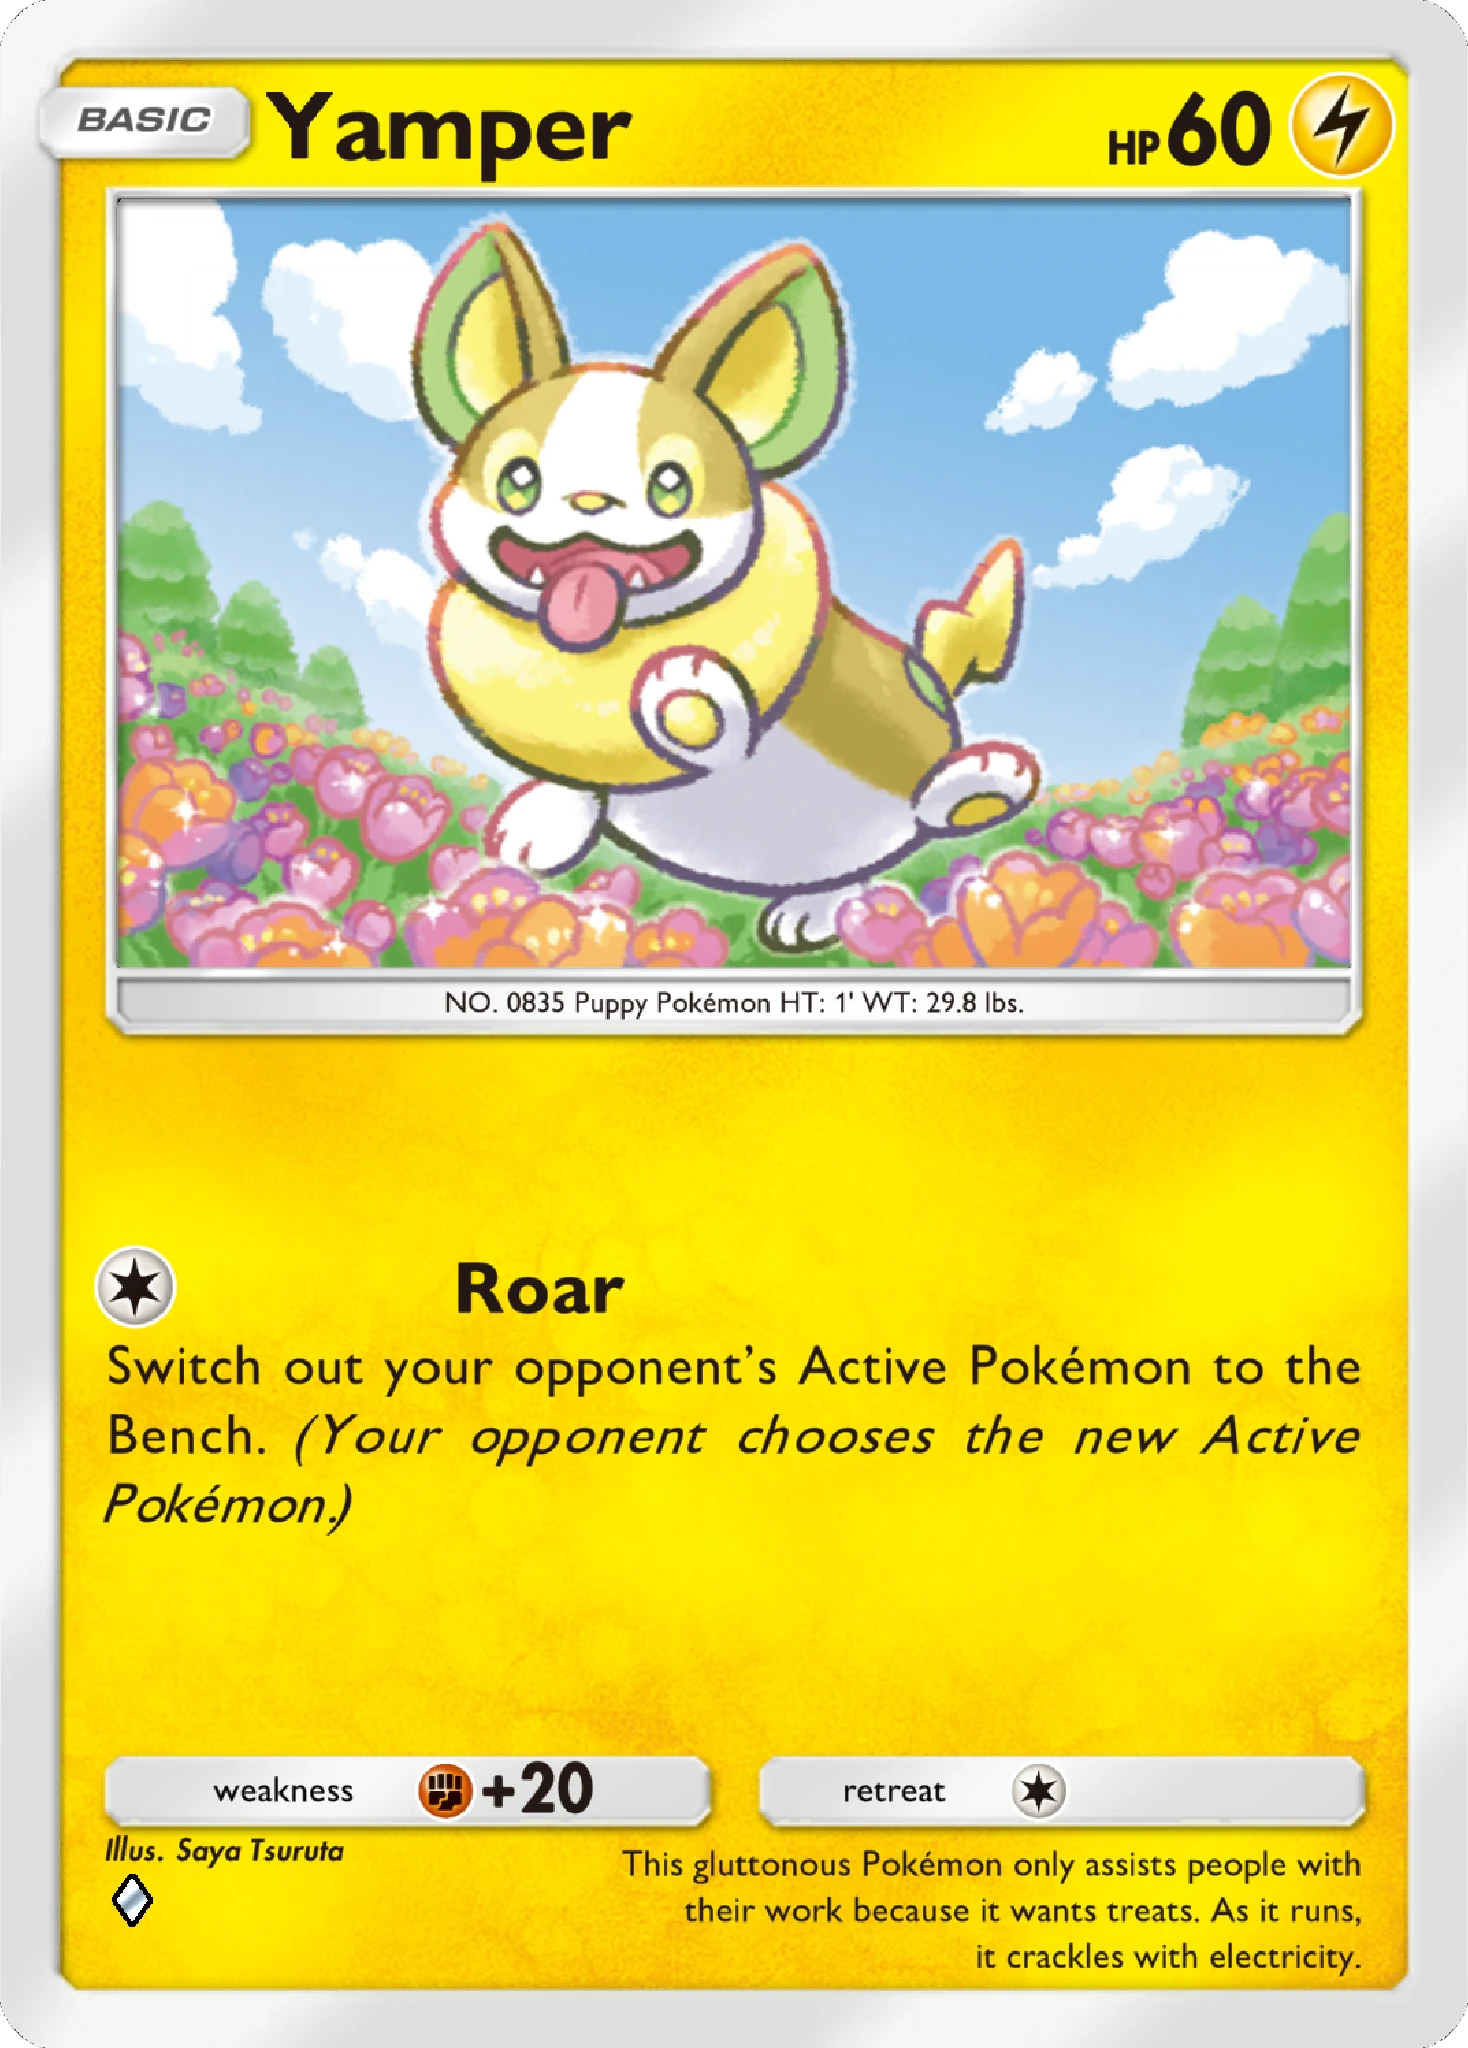 BASIC
Yamper
HP 60
NO. 0835 Puppy Pokémon HT: 1' WT: 29.8 lbs.
Roar
Switch out your opponent’s Active Pokémon to the
Bench. (Your opponent chooses the new Active
Pokémon.)
weakness +20
retreat
Illus. Saya Tsuruta
This gluttonous Pokémon only assists people with
their work because it wants treats. As it runs,
it crackles with electricity.